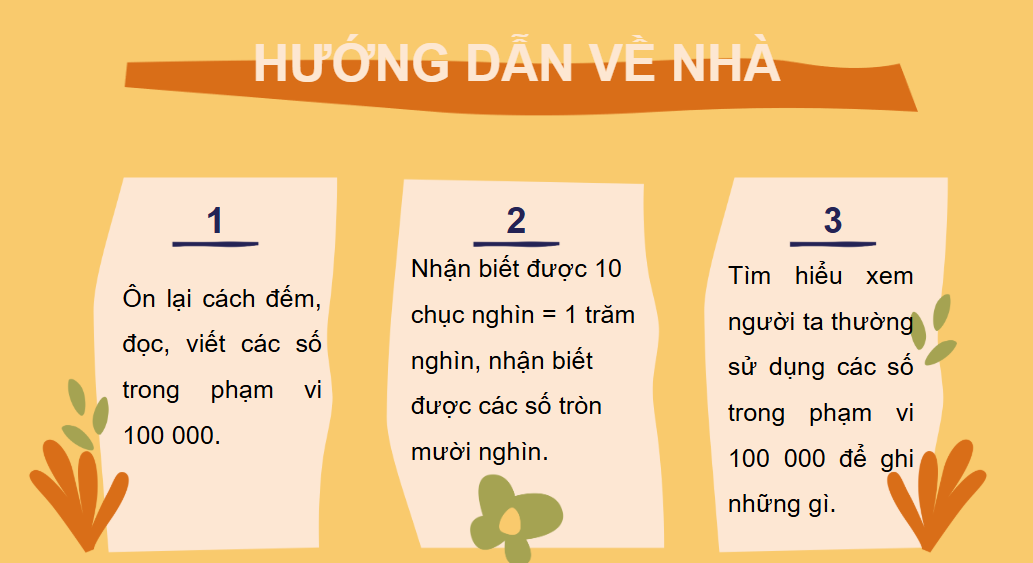 HƯỚNG DẪN VỀ NHÀ
1
Ôn lại cách đếm,
đọc, viết các số
trong phạm vi
100 000.
2
Nhận biết được 10
chục nghìn = 1 trăm
nghìn, nhận biết
được các số tròn
mười nghìn.
3
Tìm hiểu xem
người ta thường
sử dụng các số
trong phạm vi
100 000 để ghi
những gì.